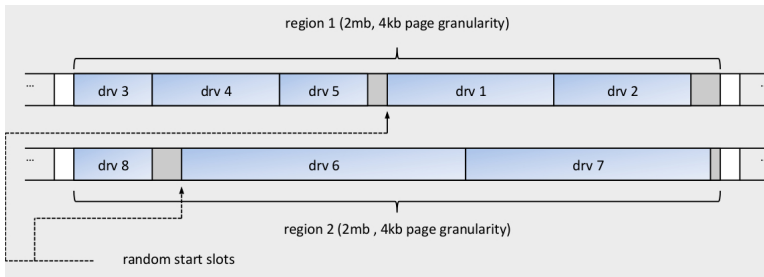 region 1 (2mb, 4kb page granularity)
... drv 3 drv 4 drv 5 drv 1 drv 2 ..
... drv 8 drv 6 drv 7 ...
region 2 (2mb , 4kb page granularity)
random start slots